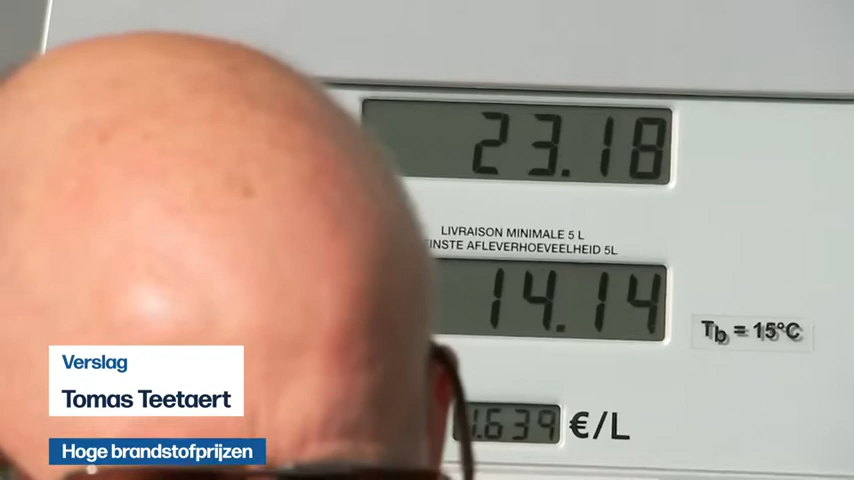 23.18
LIVRAISON MINIMALE 5 L
AFLEVERHOEVEELHEID 5L
14.14
Tb = 15°C
1.639 €/L
Verslag
Tomas Teetaert
Hoge brandstofprijzen